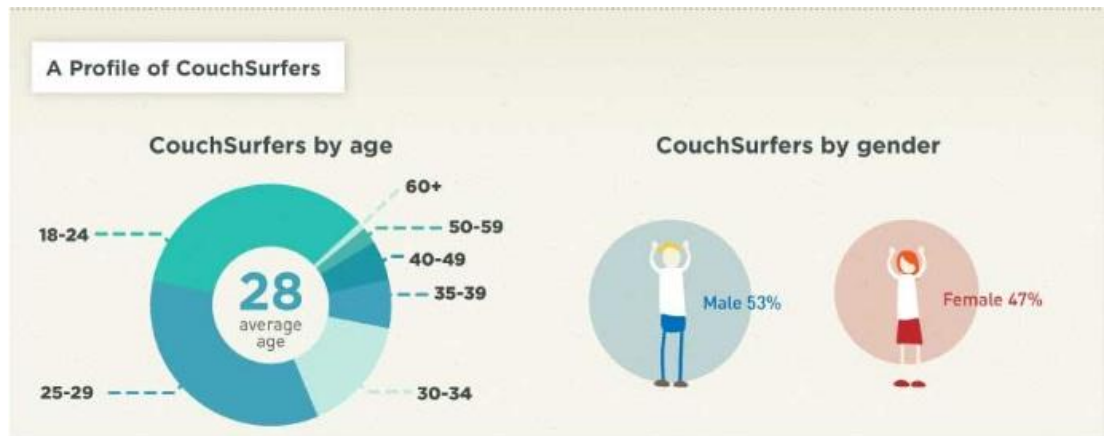 A Profile of CouchSurfers
CouchSurfers by age
60+
50-59
18-24
40-49
35-39
28
average
age
25-29
30-34
CouchSurfers by gender
Male 53%
Female 47%